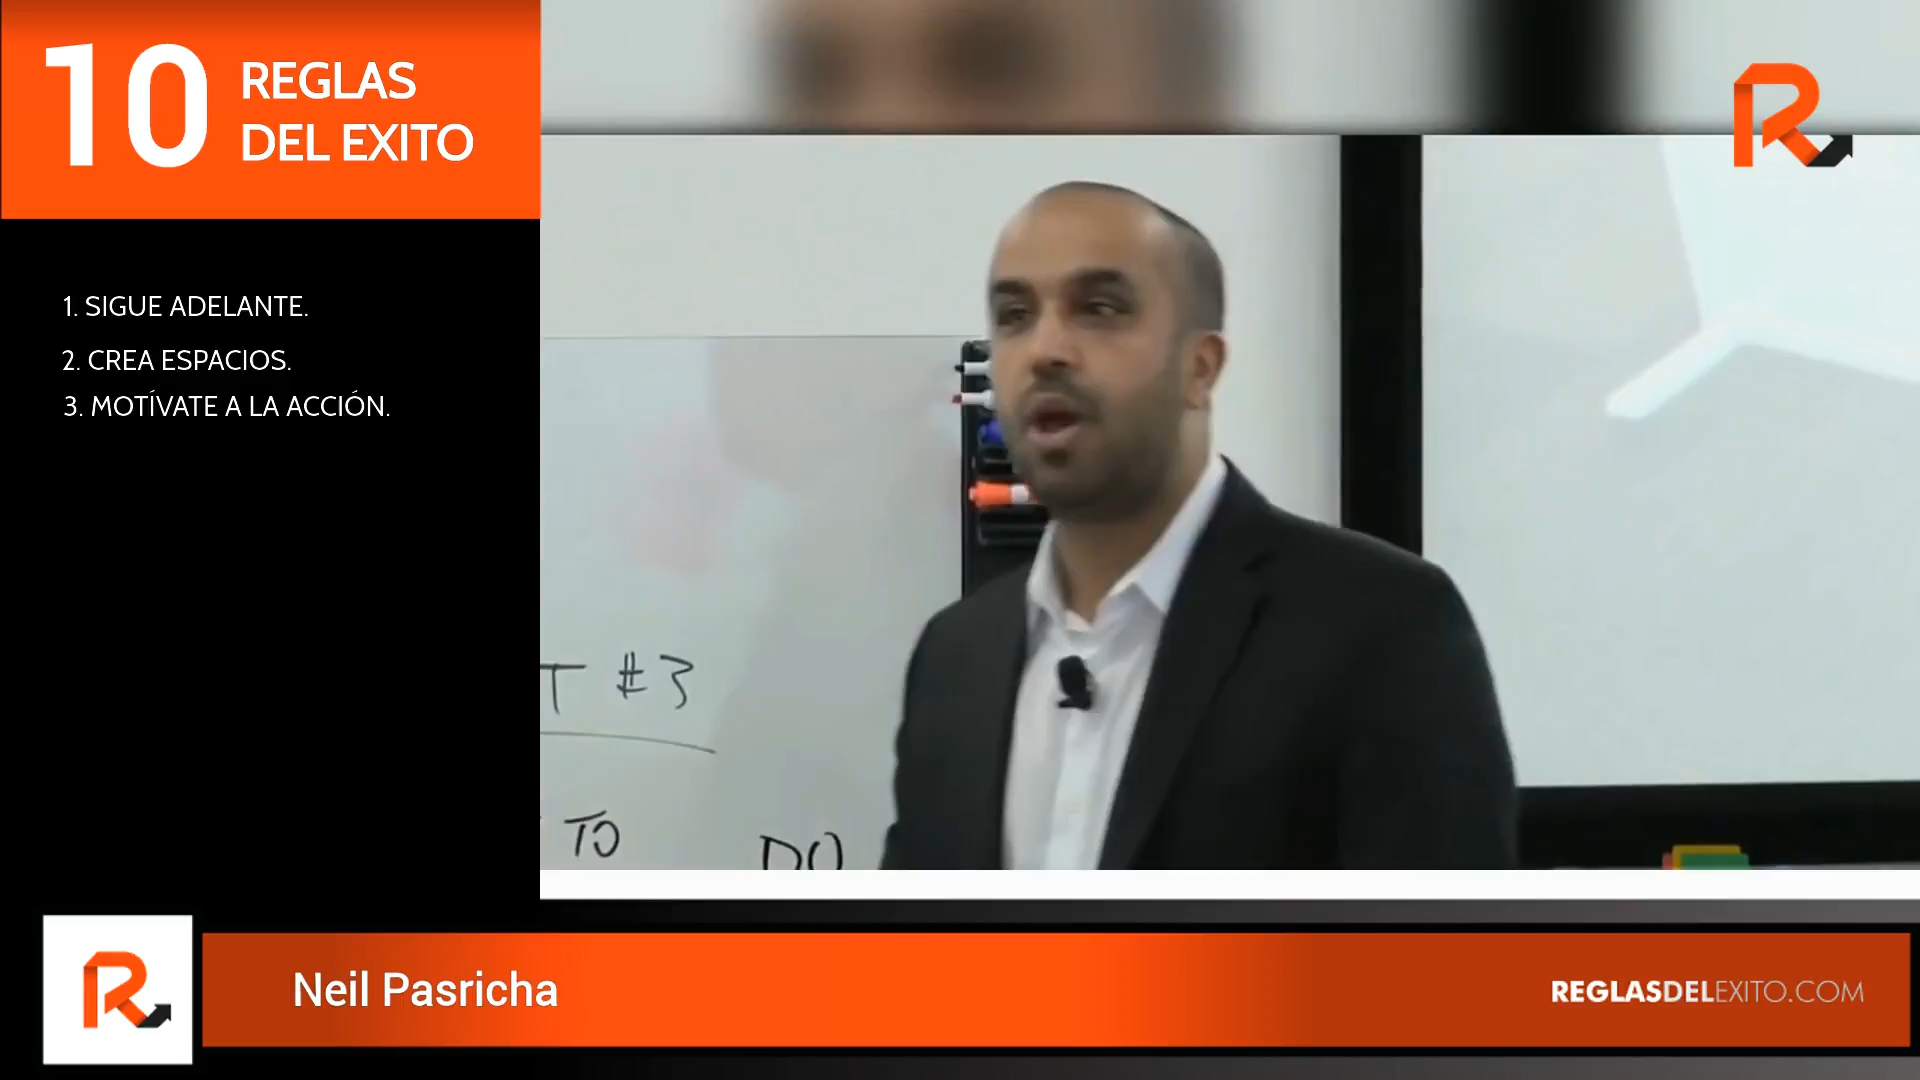 10
REGLAS
DEL EXITO
1. SIGUE ADELANTE.
2. CREA ESPACIOS.
3. MOTÍVATE A LA ACCIÓN.
T #3
TO
DO
Neil Pasricha
REGLASDELEXITO.COM